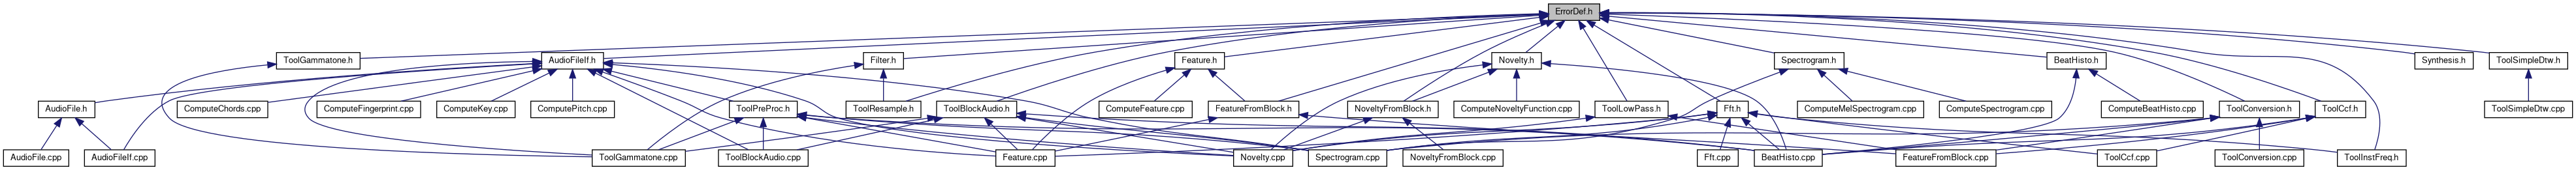 ErrorDef.h
ToolGammatone.h
AudioFileIf.h
Filter.h
Feature.h
Novelty.h
Spectrogram.h
BeatHisto.h
Synthesis.h
ToolSimpleDtw.h
AudioFile.h
ComputeChords.cpp
ComputeFingerprint.cpp
ComputeKey.cpp
ComputePitch.cpp
ToolPreProc.h
ToolResample.h
ToolBlockAudio.h
ComputeFeature.cpp
FeatureFromBlock.h
NoveltyFromBlock.h
ComputeNoveltyFunction.cpp
ToolLowPass.h
Fft.h
ComputeMelSpectrogram.cpp
ComputeSpectrogram.cpp
ComputeBeatHisto.cpp
ToolConversion.h
ToolCcf.h
ToolSimpleDtw.cpp
AudioFile.cpp
AudioFileIf.cpp
ToolGammatone.cpp
ToolBlockAudio.cpp
Feature.cpp
Novelty.cpp
Spectrogram.cpp
NoveltyFromBlock.cpp
Fft.cpp
BeatHisto.cpp
FeatureFromBlock.cpp
ToolCcf.cpp
ToolConversion.cpp
ToolInstFreq.h